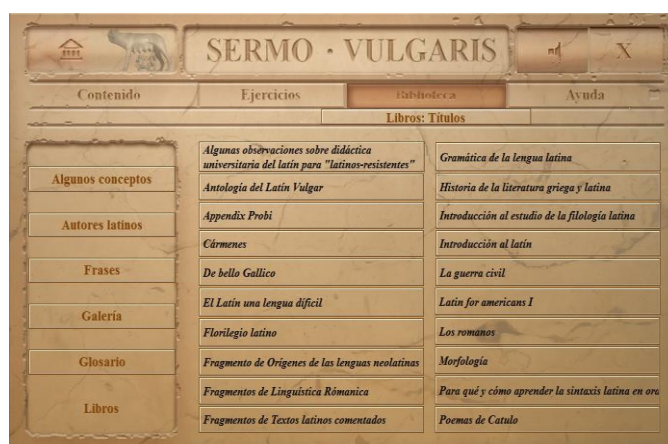 SERMO · VULGARIS
X
Contenido
Ejercicios
Biblioteca
Ayuda
Libros: Títulos
Algunos conceptos
Autores latinos
Frases
Galería
Glosario
Libros
Algunas observaciones sobre didáctica
universitaria del latín para "latinos-resistentes"
Antología del Latín Vulgar
Appendix Probi
Cármenes
De bello Gallico
El Latín una lengua díficil
Florilegio latino
Fragmento de Orígenes de las lenguas neolatinas
Fragmentos de Linguística Rómanica
Fragmentos de Textos latinos comentados
Gramática de la lengua latina
Historia de la literatura griega y latina
Introducción al estudio de la filología latina
Introducción al latín
La guerra civil
Latin for americans I
Los romanos
Morfología
Para qué y cómo aprender la sintaxis latina en ora
Poemas de Catulo